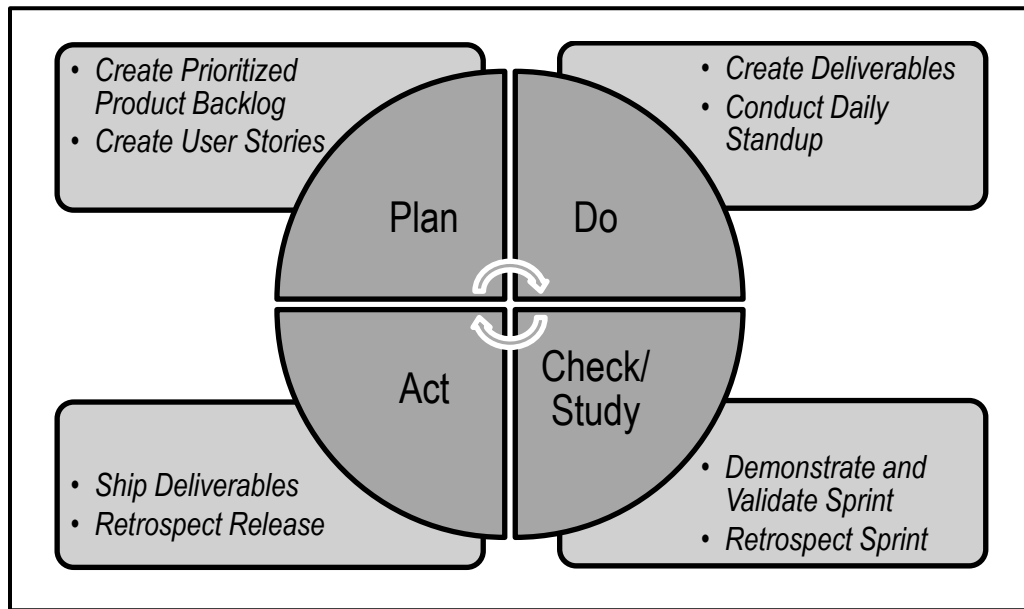 • Create Prioritized
Product Backlog
• Create User Stories
• Create Deliverables
• Conduct Daily
Standup
Plan
Do
Act
Check/
Study
• Ship Deliverables
• Retrospect Release
• Demonstrate and
Validate Sprint
• Retrospect Sprint